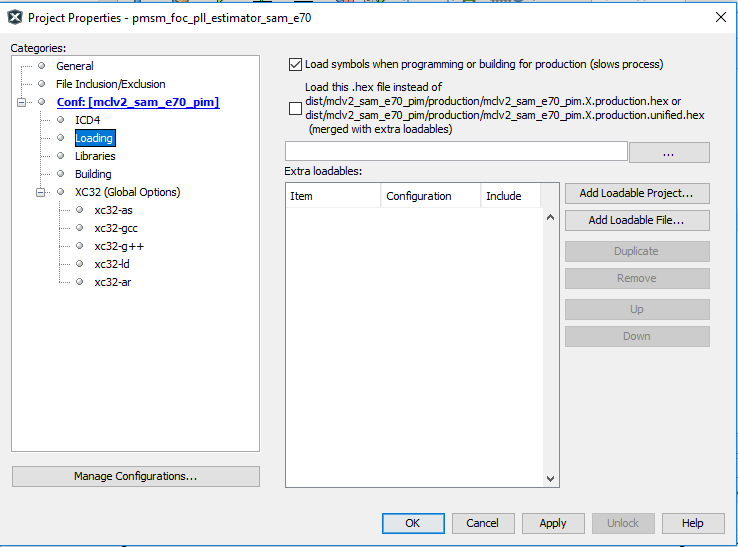 Project Properties - pmsm_foc_pll_estimator_sam_e70
Categories:
General
File Inclusion/Exclusion
Conf: [mclv2_sam_e70_pim]
ICD4
Loading
Libraries
Building
XC32 (Global Options)
xc32-as
xc32-gcc
xc32-g++
xc32-ld
xc32-ar
Manage Configurations...
Load symbols when programming or building for production (slows process)
Load this .hex file instead of
dist/mclv2_sam_e70_pim/production/mclv2_sam_e70_pim.X.production.hex or
dist/mclv2_sam_e70_pim/production/mclv2_sam_e70_pim.X.production.unified.hex
(merged with extra loadables)
...
Extra loadables:
Item Configuration Include
Add Loadable Project...
Add Loadable File...
Duplicate
Remove
Up
Down
OK Cancel Apply Unlock Help